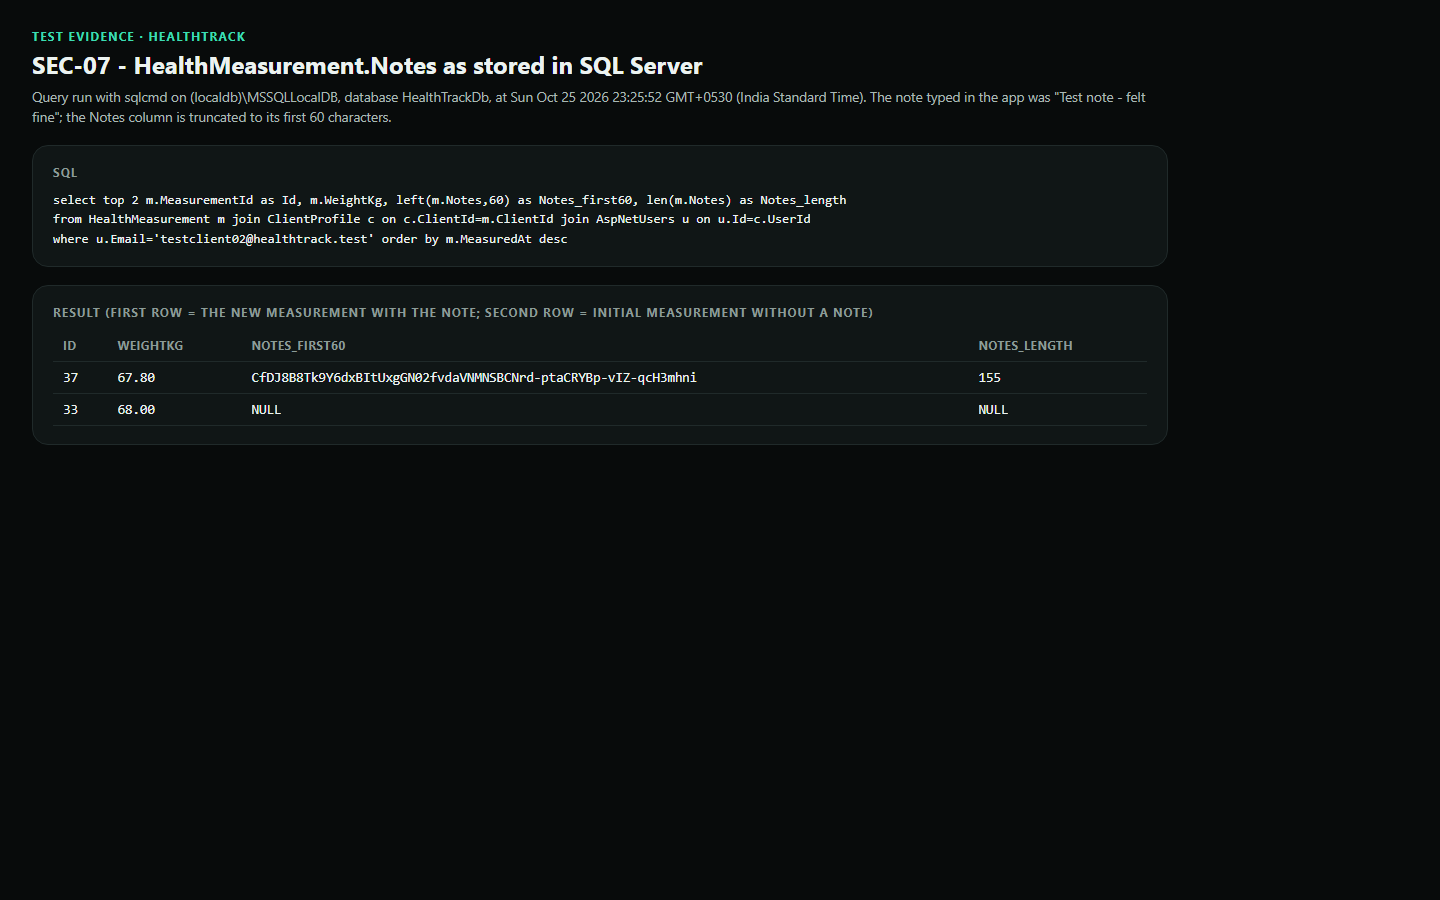 TEST EVIDENCE · HEALTHTRACK
SEC-07 - HealthMeasurement.Notes as stored in SQL Server
Query run with sqlcmd on (localdb)\MSSQLLocalDB, database HealthTrackDb, at Sun Oct 25 2026 23:25:52 GMT+0530 (India Standard Time). The note typed in the app was "Test note - felt
fine"; the Notes column is truncated to its first 60 characters.
SQL
select top 2 m.MeasurementId as Id, m.WeightKg, left(m.Notes,60) as Notes_first60, len(m.Notes) as Notes_length
from HealthMeasurement m join ClientProfile c on c.ClientId=m.ClientId join AspNetUsers u on u.Id=c.UserId
where u.Email='testclient02@healthtrack.test' order by m.MeasuredAt desc
RESULT (FIRST ROW = THE NEW MEASUREMENT WITH THE NOTE; SECOND ROW = INITIAL MEASUREMENT WITHOUT A NOTE)
ID WEIGHTKG NOTES_FIRST60 NOTES_LENGTH
37 67.80 CfDJ8B8Tk9Y6dxBItUxgGN02fvdaVNMNSBCNrd-ptaCRYBp-vIZ-qcH3mhni 155
33 68.00 NULL NULL